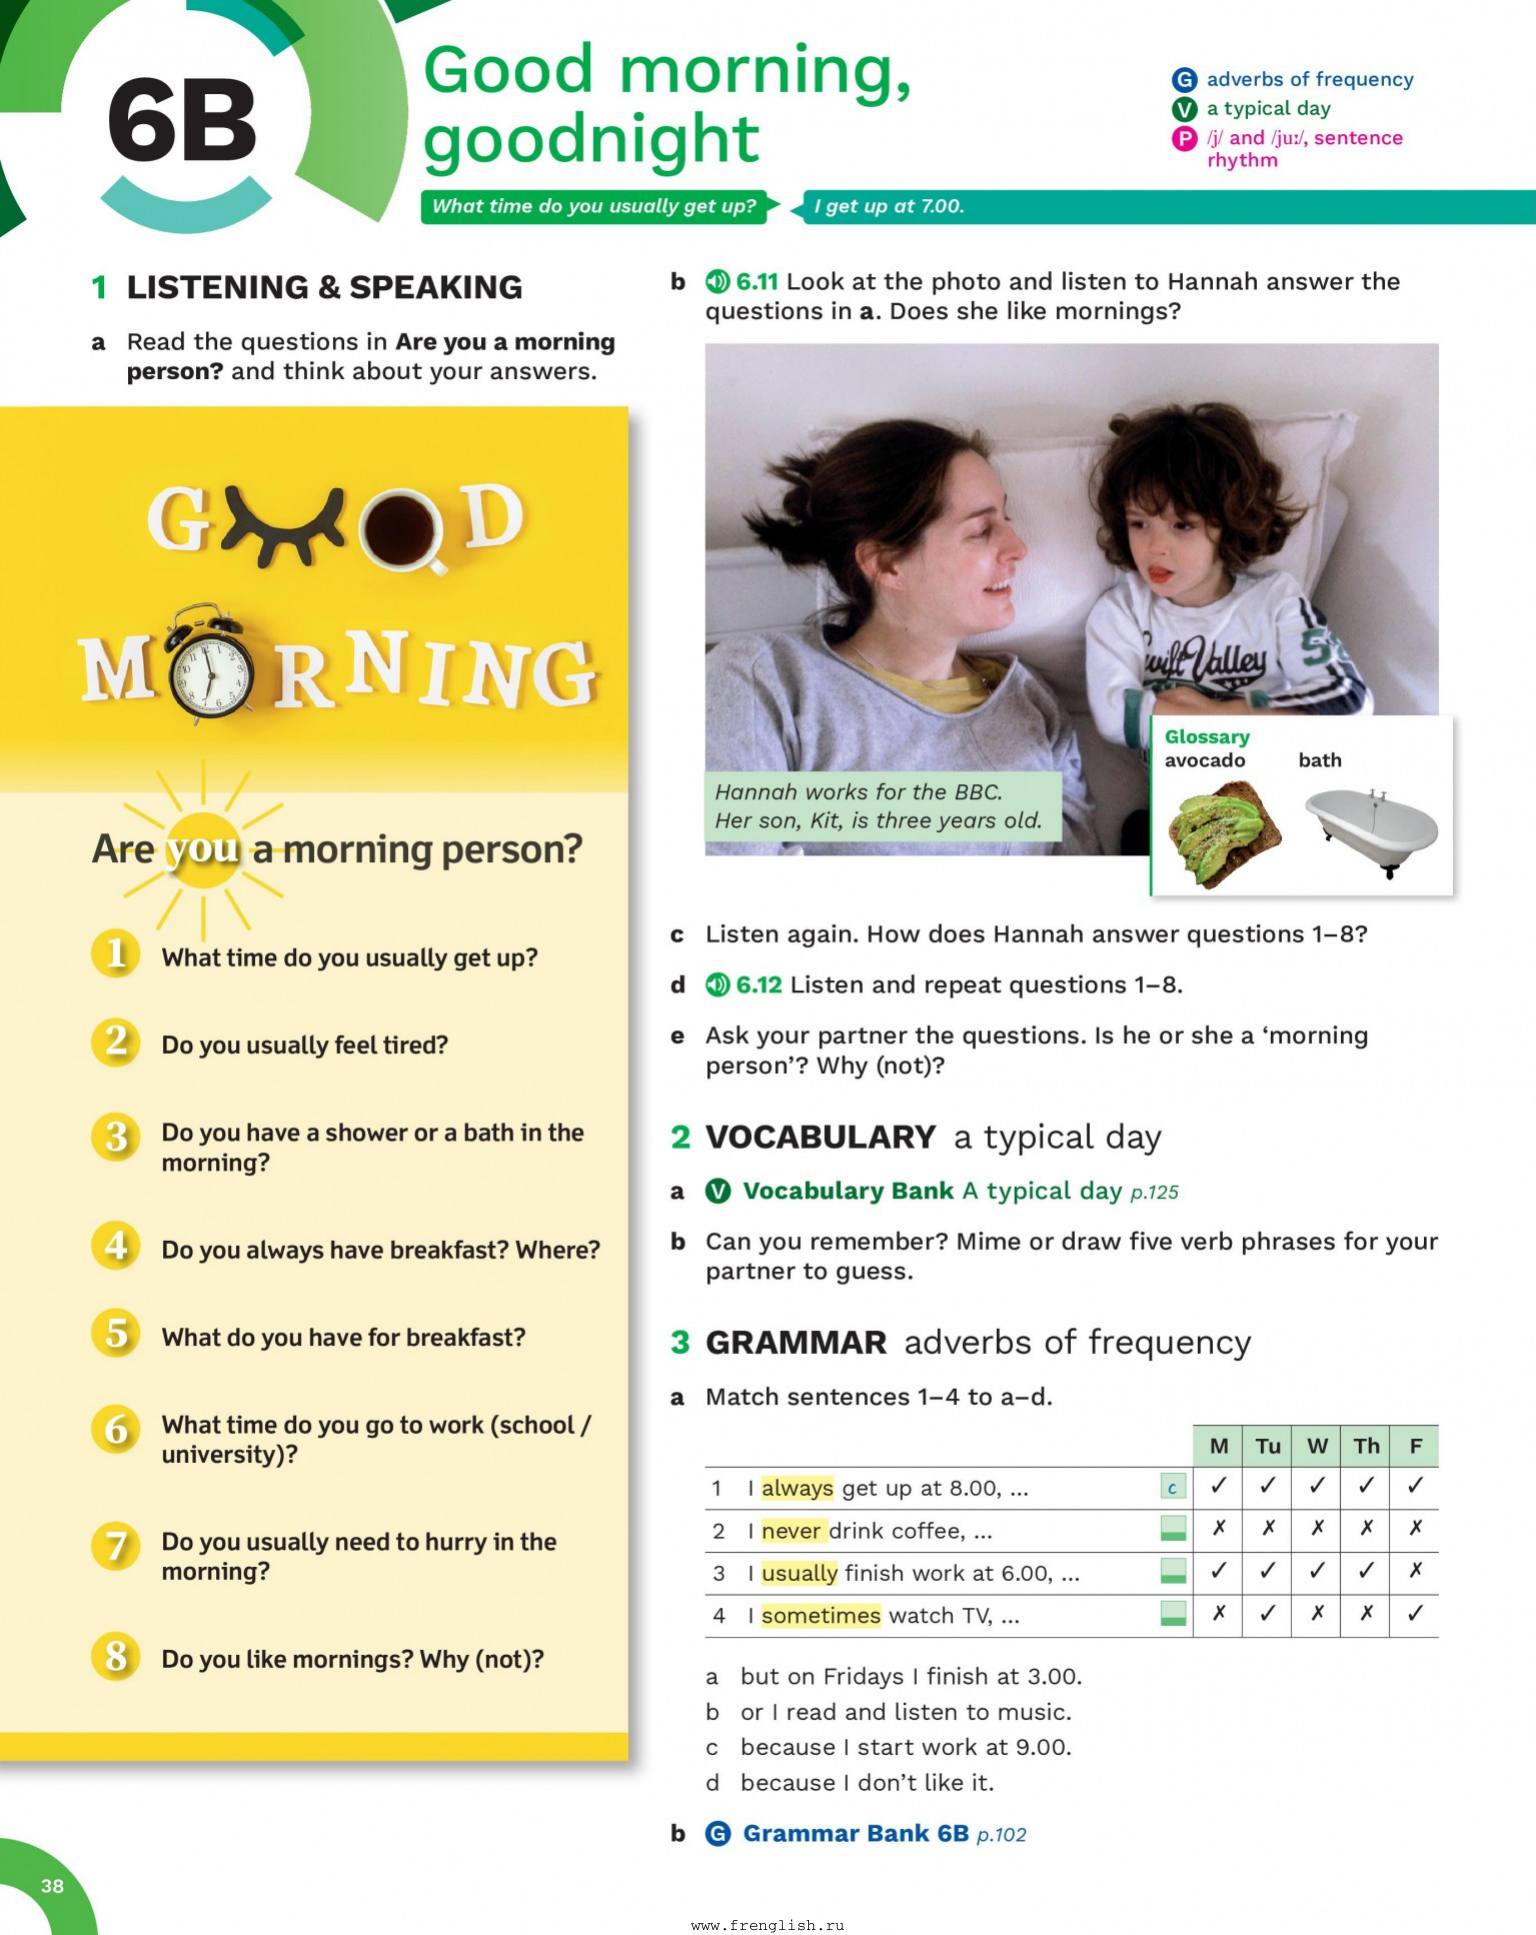 6B
Good morning,
goodnight
G adverbs of frequency
V a typical day
P /j/ and /juː/, sentence
rhythm
What time do you usually get up?
I get up at 7.00.
1 LISTENING & SPEAKING
a Read the questions in Are you a morning
person? and think about your answers.
G D
M RNING
Are you a morning person?
1 What time do you usually get up?
2 Do you usually feel tired?
3 Do you have a shower or a bath in the
morning?
4 Do you always have breakfast? Where?
5 What do you have for breakfast?
6 What time do you go to work (school /
university)?
7 Do you usually need to hurry in the
morning?
8 Do you like mornings? Why (not)?
b 6.11 Look at the photo and listen to Hannah answer the
questions in a. Does she like mornings?
Swift Valley
Hannah works for the BBC.
Her son, Kit, is three years old.
Glossary
avocado bath
c Listen again. How does Hannah answer questions 1–8?
d 6.12 Listen and repeat questions 1–8.
e Ask your partner the questions. Is he or she a ‘morning
person’? Why (not)?
2 VOCABULARY a typical day
a V Vocabulary Bank A typical day p.125
b Can you remember? Mime or draw five verb phrases for your
partner to guess.
3 GRAMMAR adverbs of frequency
a Match sentences 1–4 to a–d.
M Tu W Th F
1 I always get up at 8.00, ... c ✓ ✓ ✓ ✓ ✓
2 I never drink coffee, ... ✗ ✗ ✗ ✗ ✗
3 I usually finish work at 6.00, ... ✓ ✓ ✓ ✓ ✗
4 I sometimes watch TV, ... ✗ ✓ ✗ ✗ ✓
a but on Fridays I finish at 3.00.
b or I read and listen to music.
c because I start work at 9.00.
d because I don’t like it.
b G Grammar Bank 6B p.102
38
www.frenglish.ru